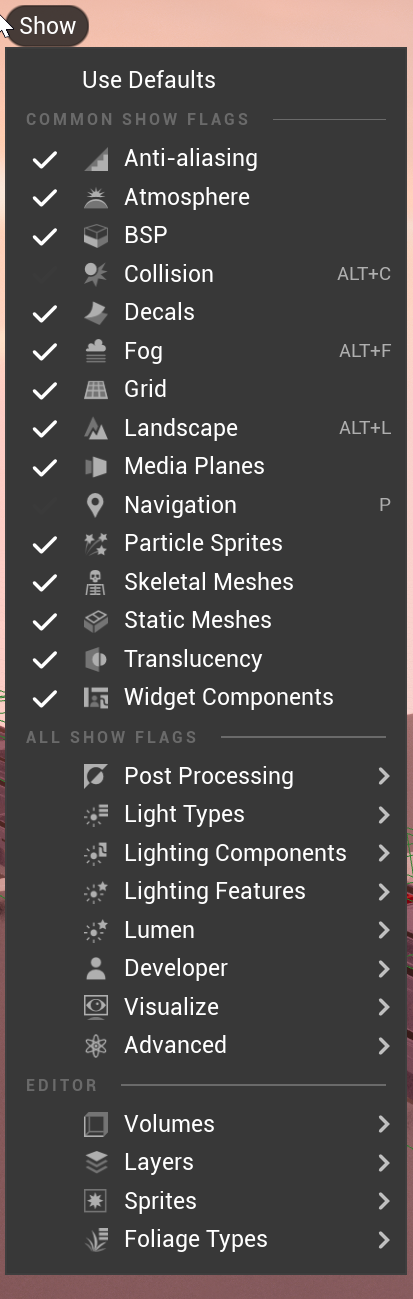 Show
Use Defaults
COMMON SHOW FLAGS
Anti-aliasing
Atmosphere
BSP
Collision ALT+C
Decals
Fog ALT+F
Grid
Landscape ALT+L
Media Planes
Navigation P
Particle Sprites
Skeletal Meshes
Static Meshes
Translucency
Widget Components
ALL SHOW FLAGS
Post Processing
Light Types
Lighting Components
Lighting Features
Lumen
Developer
Visualize
Advanced
EDITOR
Volumes
Layers
Sprites
Foliage Types